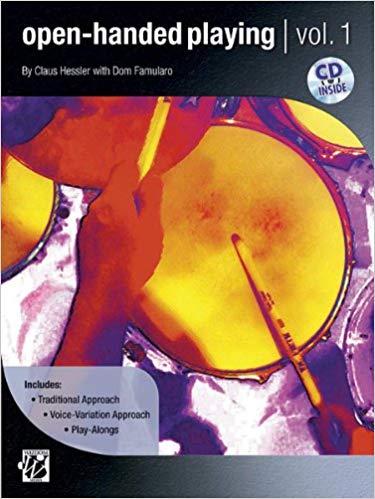 open-handed playing | vol. 1
By Claus Hessler with Dom Famularo
CD
INSIDE
Includes:
• Traditional Approach
• Voice-Variation Approach
• Play-Alongs